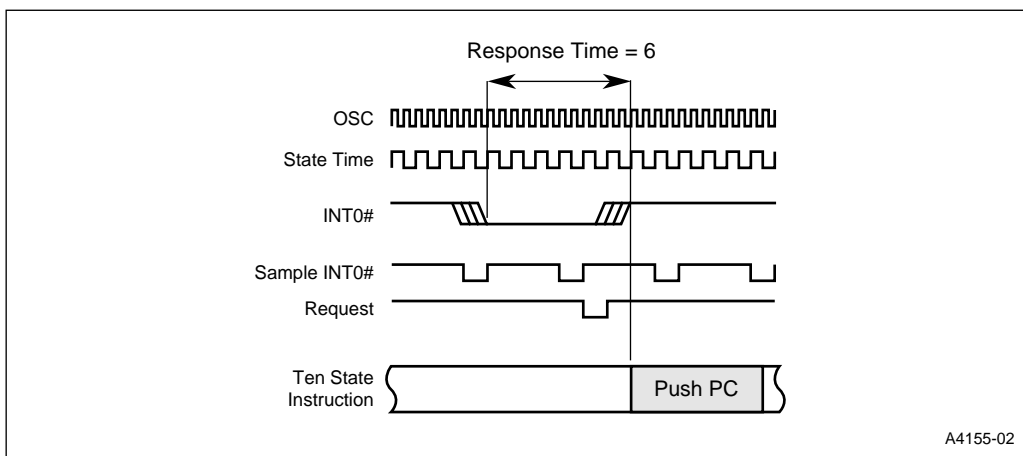 Response Time = 6
OSC
State Time
INT0#
Sample INT0#
Request
Ten State
Instruction
Push PC
A4155-02